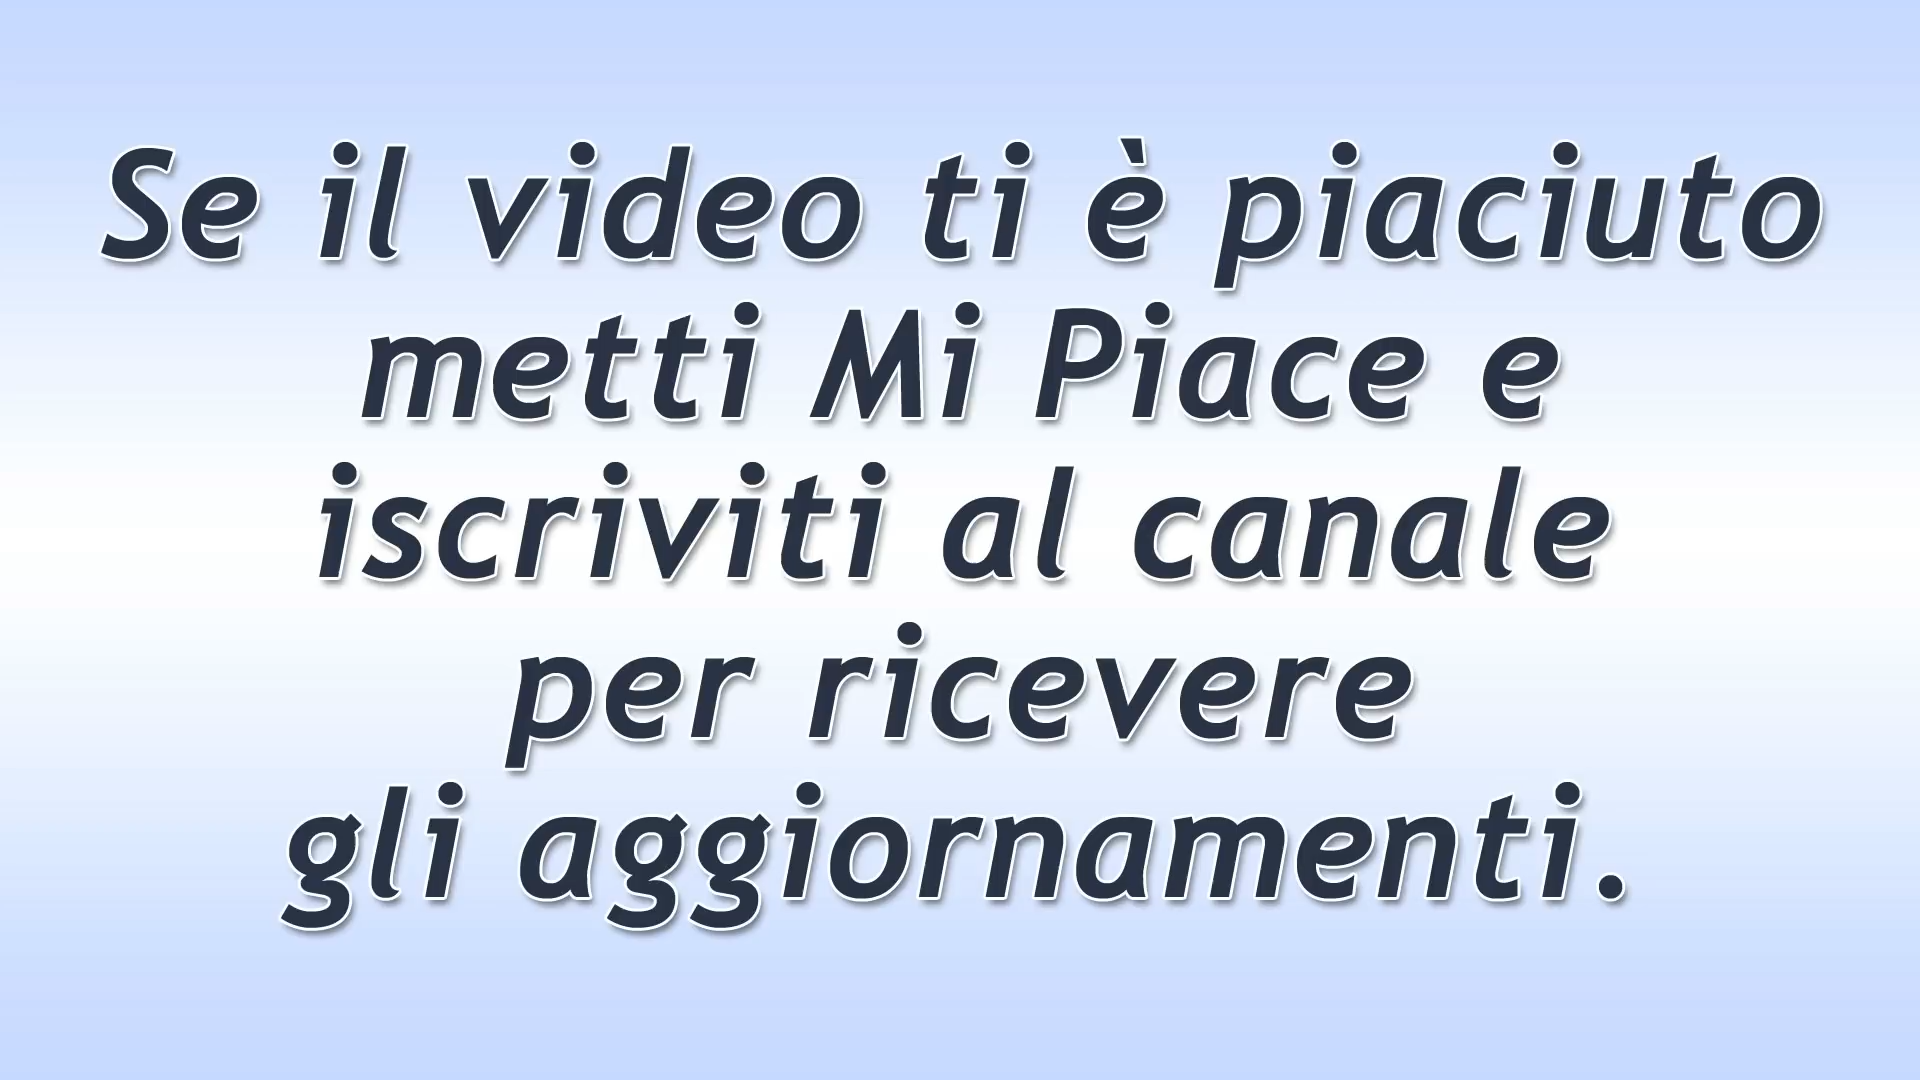 Se il video ti è piaciuto
metti Mi Piace e
iscriviti al canale
per ricevere
gli aggiornamenti.